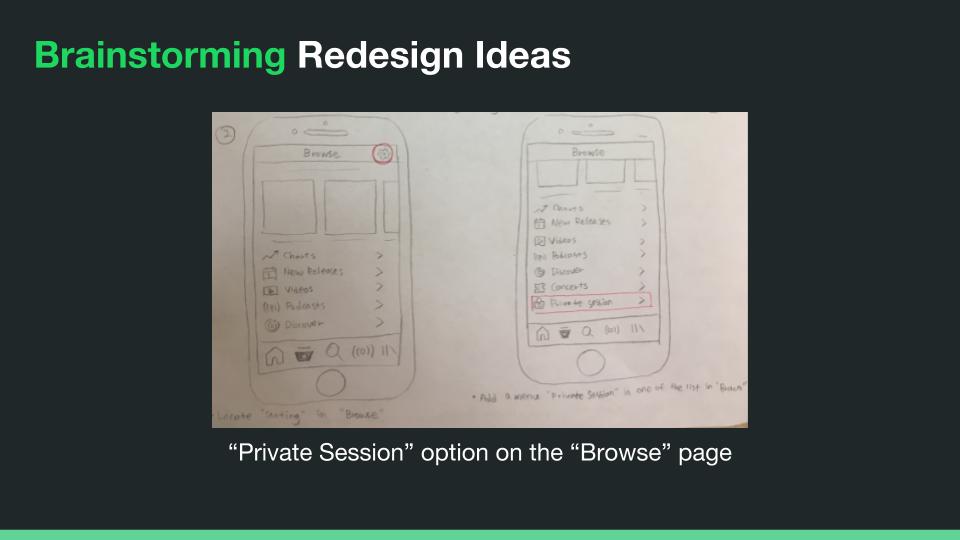 Brainstorming Redesign Ideas
2
Browse
Charts
New Releases
Videos
Podcasts
Discover
• Locate "Setting" in "Browse"
Browse
Charts
New Releases
Videos
Podcasts
Discover
Concerts
Private session
• Add a menu "Private Session" in one of the list in "Browse"
“Private Session” option on the “Browse” page